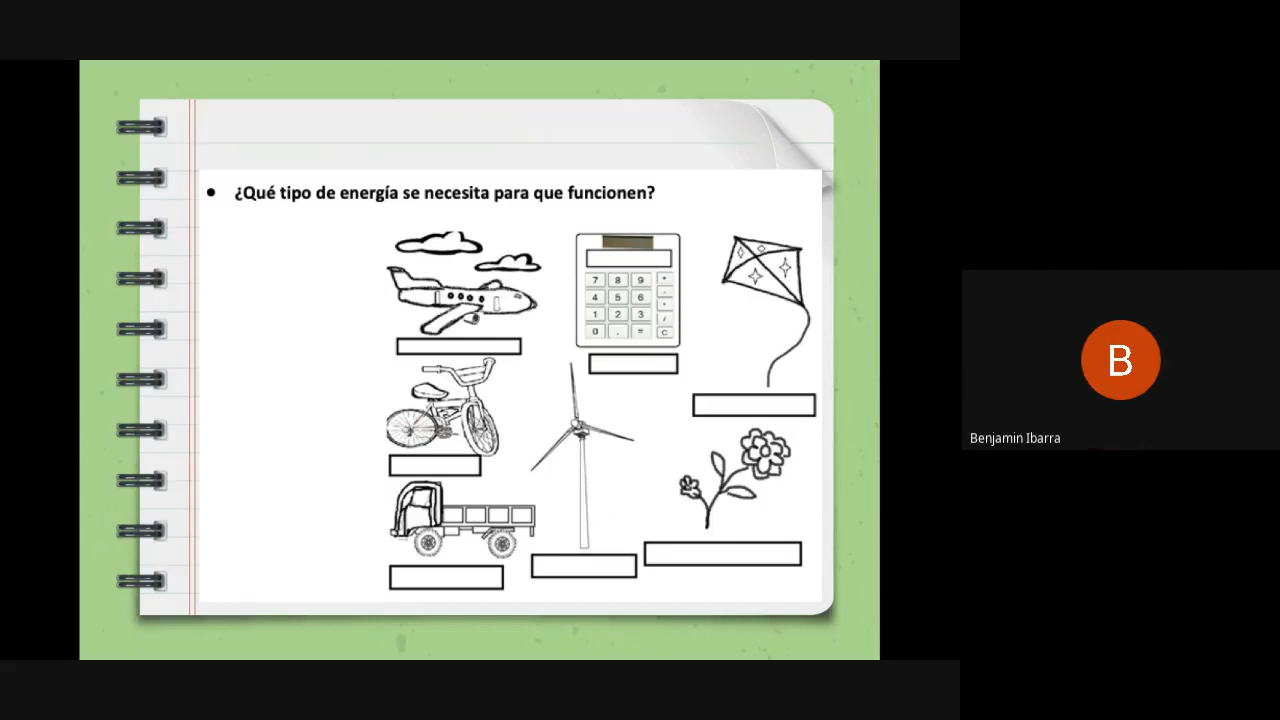 ¿Qué tipo de energía se necesita para que funcionen?
7 8 9 +
4 5 6 -
1 2 3 *
0 . = / C
B
Benjamin Ibarra